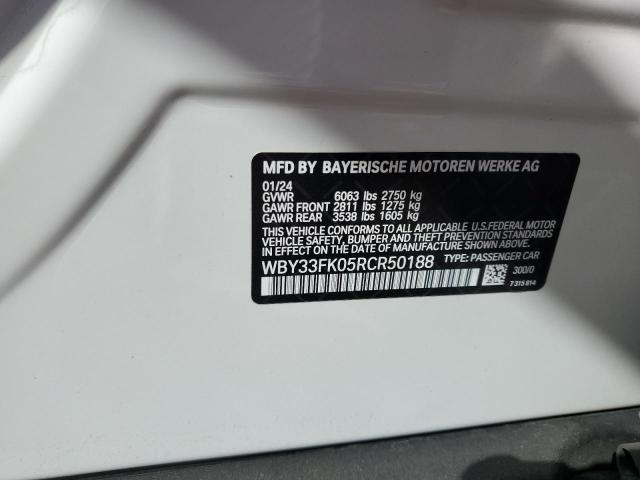 MFD BY BAYERISCHE MOTOREN WERKE AG
01/24
GVWR 6063 lbs 2750 kg
GAWR FRONT 2811 lbs 1275 kg
GAWR REAR 3538 lbs 1605 kg
THIS VEHICLE CONFORMS TO ALL APPLICABLE U.S.FEDERAL MOTOR
VEHICLE SAFETY, BUMPER AND THEFT PREVENTION STANDARDS
IN EFFECT ON THE DATE OF MANUFACTURE SHOWN ABOVE.
WBY33FK05RCR50188 TYPE: PASSENGER CAR
300/0
7 315 814